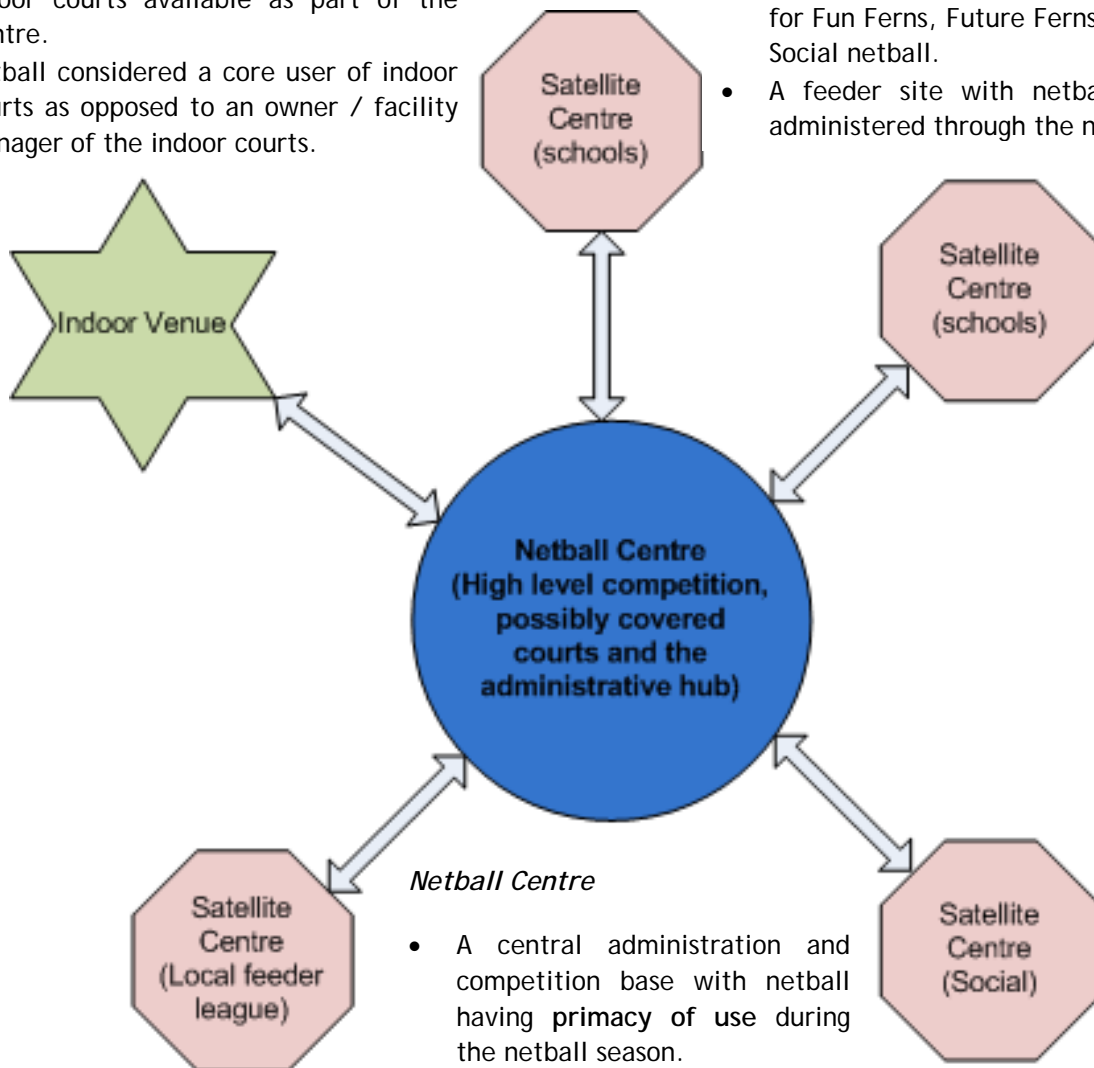 oor courts available as part of the
ntre.
tball considered a core user of indoor
urts as opposed to an owner / facility
nager of the indoor courts.
for Fun Ferns, Future Ferns
Social netball.
• A feeder site with netba
administered through the n
Satellite
Centre
(schools)
Indoor Venue
Satellite
Centre
(schools)
Netball Centre
(High level competition,
possibly covered
courts and the
administrative hub)
Satellite
Centre
(Local feeder
league)
Netball Centre
• A central administration and
competition base with netball
having primacy of use during
the netball season.
Satellite
Centre
(Social)